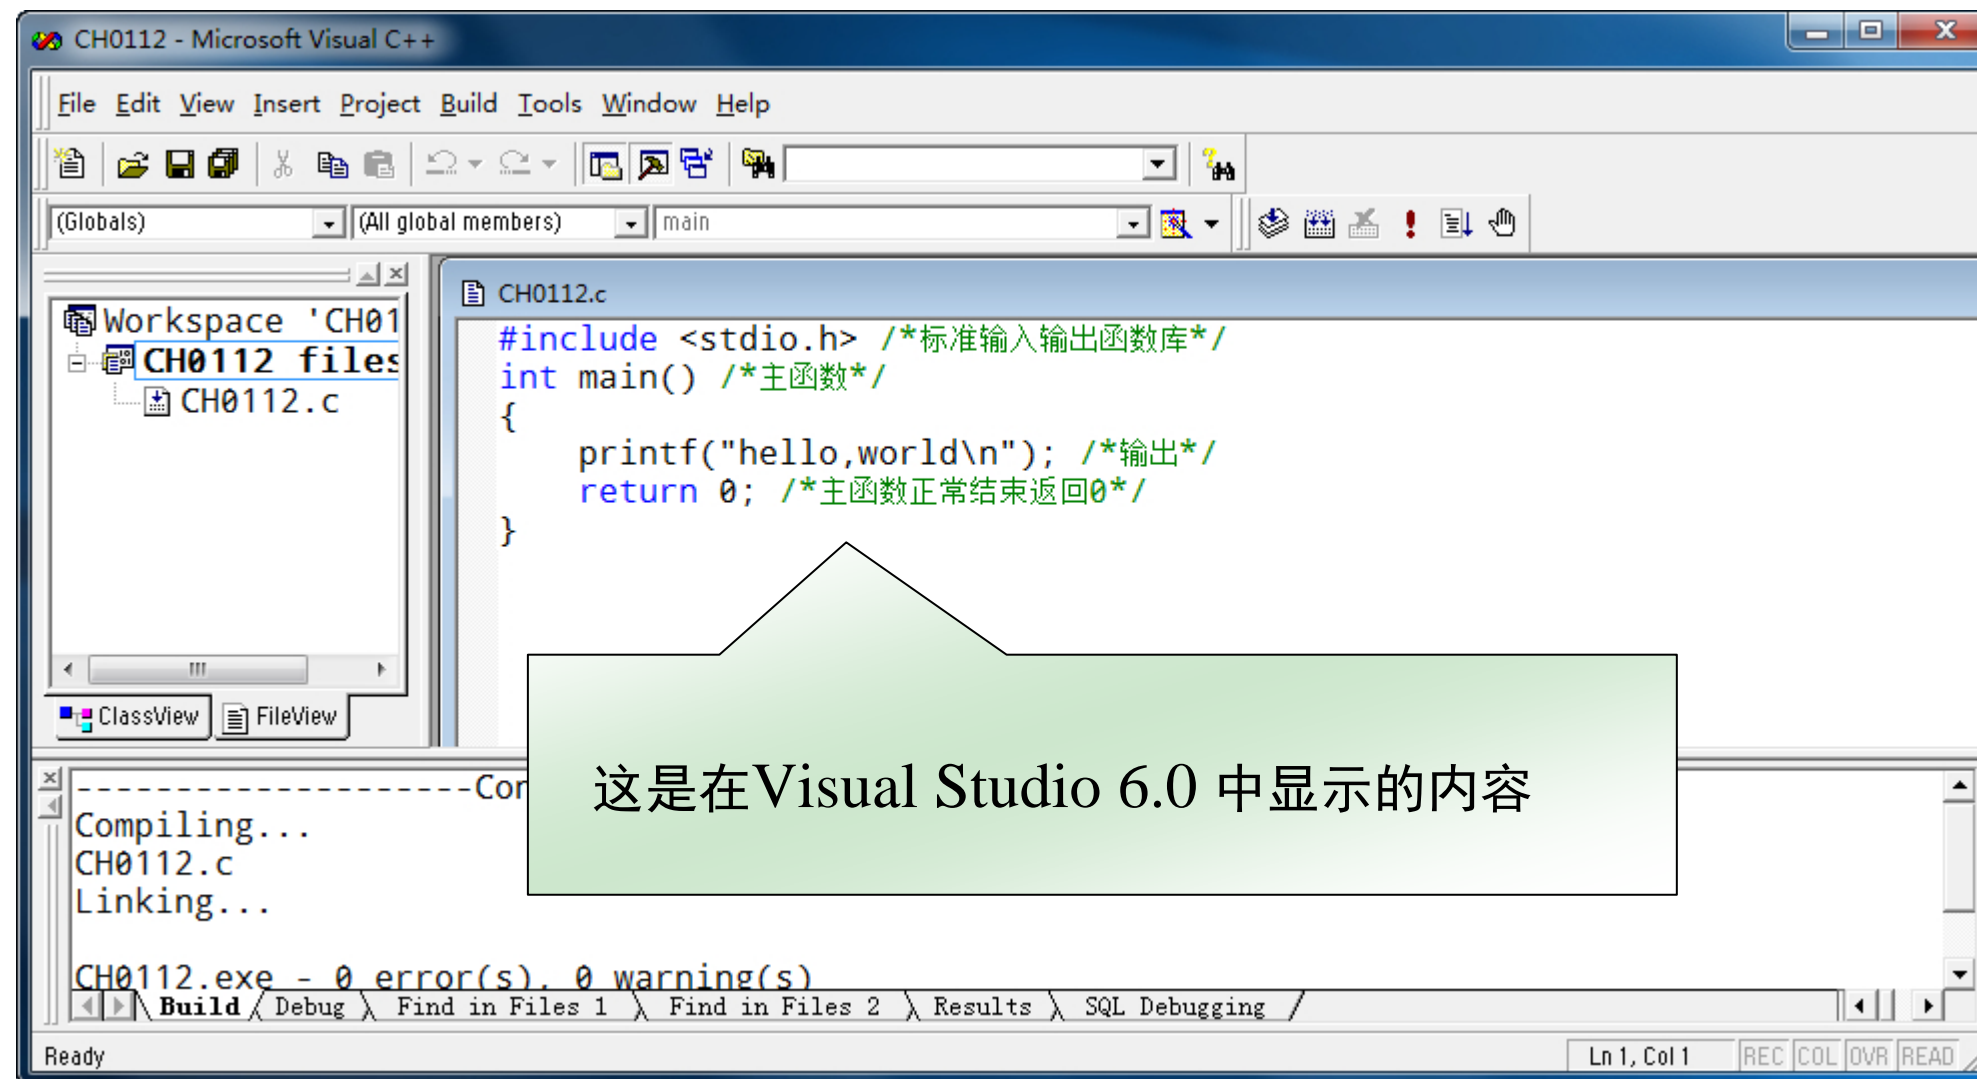 CH0112 - Microsoft Visual C++
File Edit View Insert Project Build Tools Window Help
(Globals) (All global members) main
CH0112.c
Workspace 'CH01
CH0112 files
CH0112.c
#include <stdio.h> /*标准输入输出函数库*/
int main() /*主函数*/
{
printf("hello,world\n"); /*输出*/
return 0; /*主函数正常结束返回0*/
}
ClassView FileView
这是在Visual Studio 6.0 中显示的内容
--------------------Con
Compiling...
CH0112.c
Linking...
CH0112.exe - 0 error(s), 0 warning(s)
Build Debug Find in Files 1 Find in Files 2 Results SQL Debugging
Ready Ln 1, Col 1 REC COL OVR READ